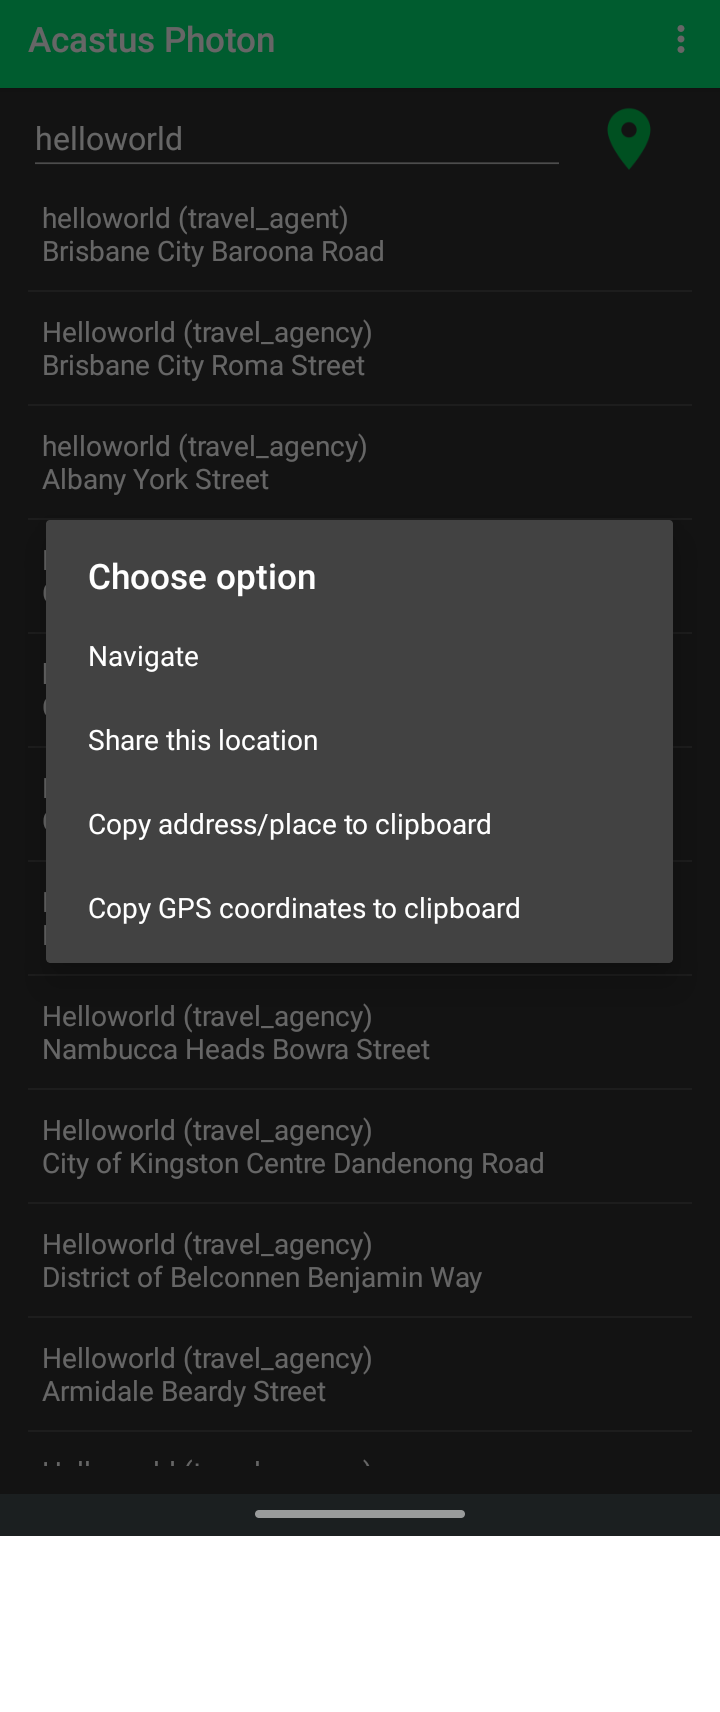 Acastus Photon
helloworld
helloworld (travel_agent)
Brisbane City Baroona Road
Helloworld (travel_agency)
Brisbane City Roma Street
helloworld (travel_agency)
Albany York Street
Choose option
Navigate
Share this location
Copy address/place to clipboard
Copy GPS coordinates to clipboard
Helloworld (travel_agency)
Nambucca Heads Bowra Street
Helloworld (travel_agency)
City of Kingston Centre Dandenong Road
Helloworld (travel_agency)
District of Belconnen Benjamin Way
Helloworld (travel_agency)
Armidale Beardy Street